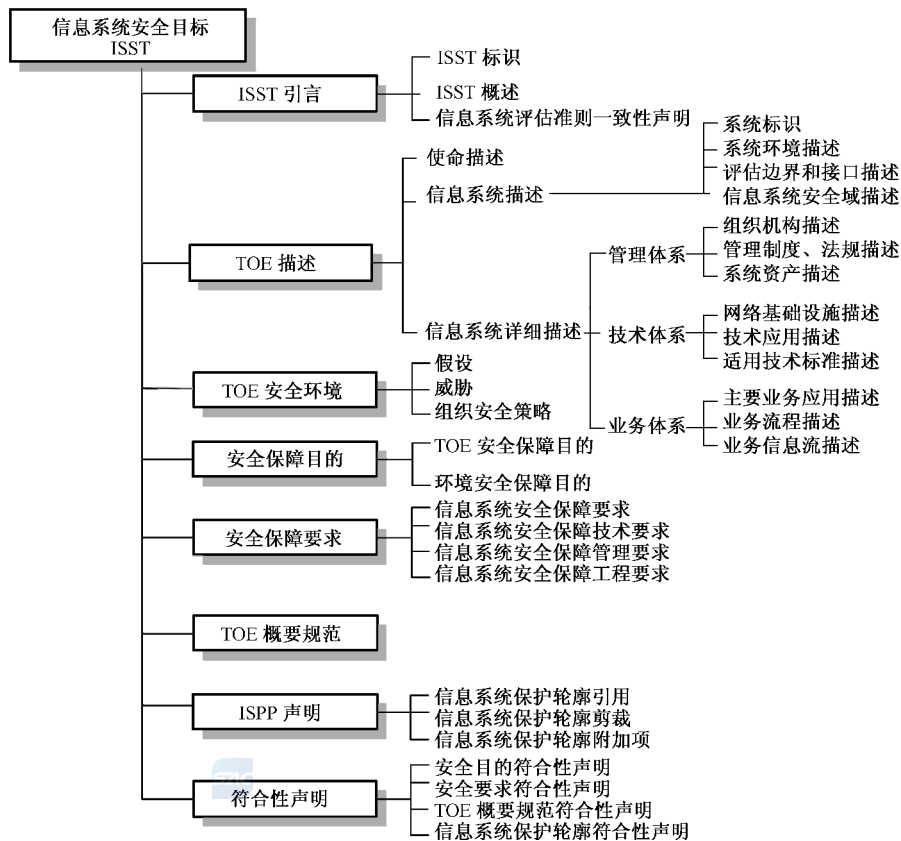 信息系统安全目标
ISST
ISST 引言
ISST 标识
ISST 概述
信息系统评估准则一致性声明
TOE 描述
使命描述
信息系统描述
系统标识
系统环境描述
评估边界和接口描述
信息系统安全域描述
信息系统详细描述
管理体系
组织机构描述
管理制度、法规描述
系统资产描述
技术体系
网络基础设施描述
技术应用描述
适用技术标准描述
业务体系
主要业务应用描述
业务流程描述
业务信息流描述
TOE 安全环境
假设
威胁
组织安全策略
安全保障目的
TOE 安全保障目的
环境安全保障目的
安全保障要求
信息系统安全保障要求
信息系统安全保障技术要求
信息系统安全保障管理要求
信息系统安全保障工程要求
TOE 概要规范
ISPP 声明
信息系统保护轮廓引用
信息系统保护轮廓剪裁
信息系统保护轮廓附加项
符合性声明
安全目的符合性声明
安全要求符合性声明
TOE 概要规范符合性声明
信息系统保护轮廓符合性声明